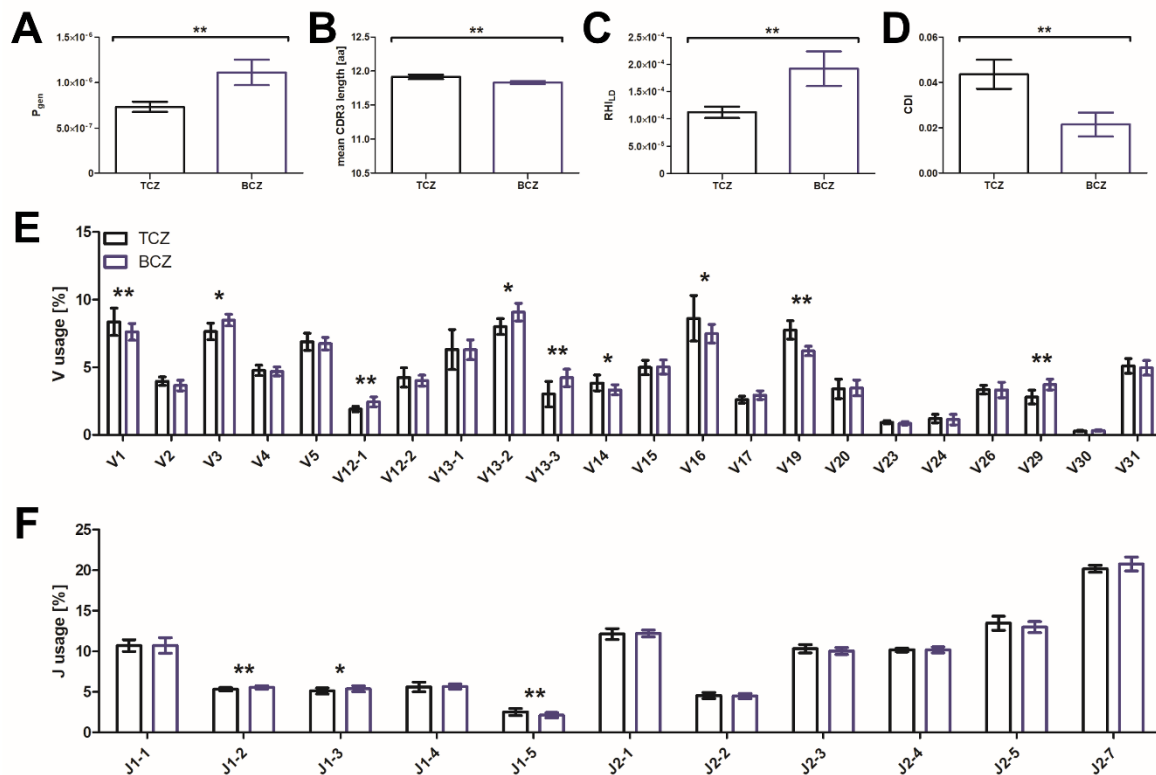 A
B
C
D
**
**
**
**
1.5×10⁻⁶
1.0×10⁻⁶
5.0×10⁻⁷
0
Pgen
TCZ
BCZ
13.0
12.5
12.0
11.5
11.0
10.5
mean CDR3 length [aa]
TCZ
BCZ
2.5×10⁻⁴
2.0×10⁻⁴
1.5×10⁻⁴
1.0×10⁻⁴
5.0×10⁻⁵
0
RHILD
TCZ
BCZ
0.06
0.04
0.02
0.00
CDI
TCZ
BCZ
E
TCZ
BCZ
15
10
5
0
V usage [%]
** * ** * ** * * ** **
V1 V2 V3 V4 V5 V12-1 V12-2 V13-1 V13-2 V13-3 V14 V15 V16 V17 V19 V20 V23 V24 V26 V29 V30 V31
F
25
20
15
10
5
0
J usage [%]
** * **
J1-1 J1-2 J1-3 J1-4 J1-5 J2-1 J2-2 J2-3 J2-4 J2-5 J2-7